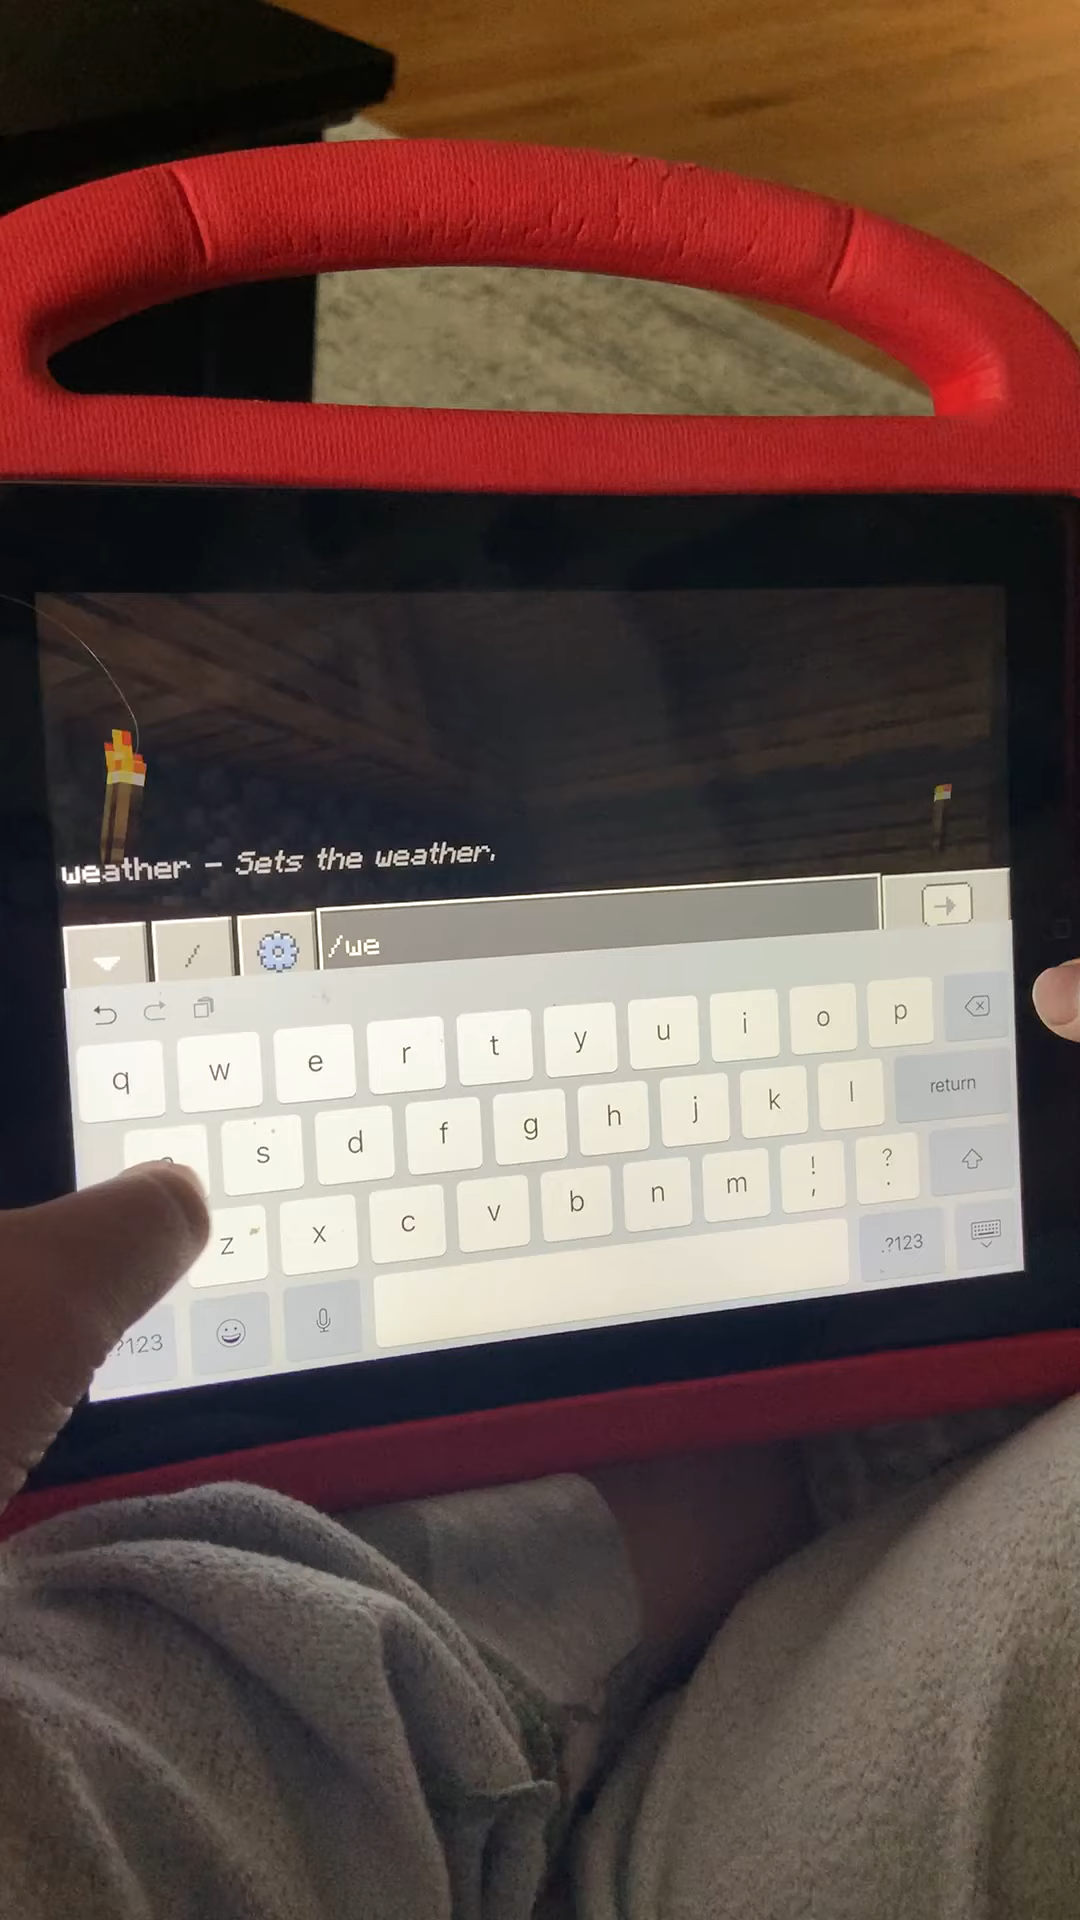 weather – Sets the weather.
/
/we
q w e r t y u i o p
s d f g h j k l return
z x c v b n m ! , ? .
.?123 .?123